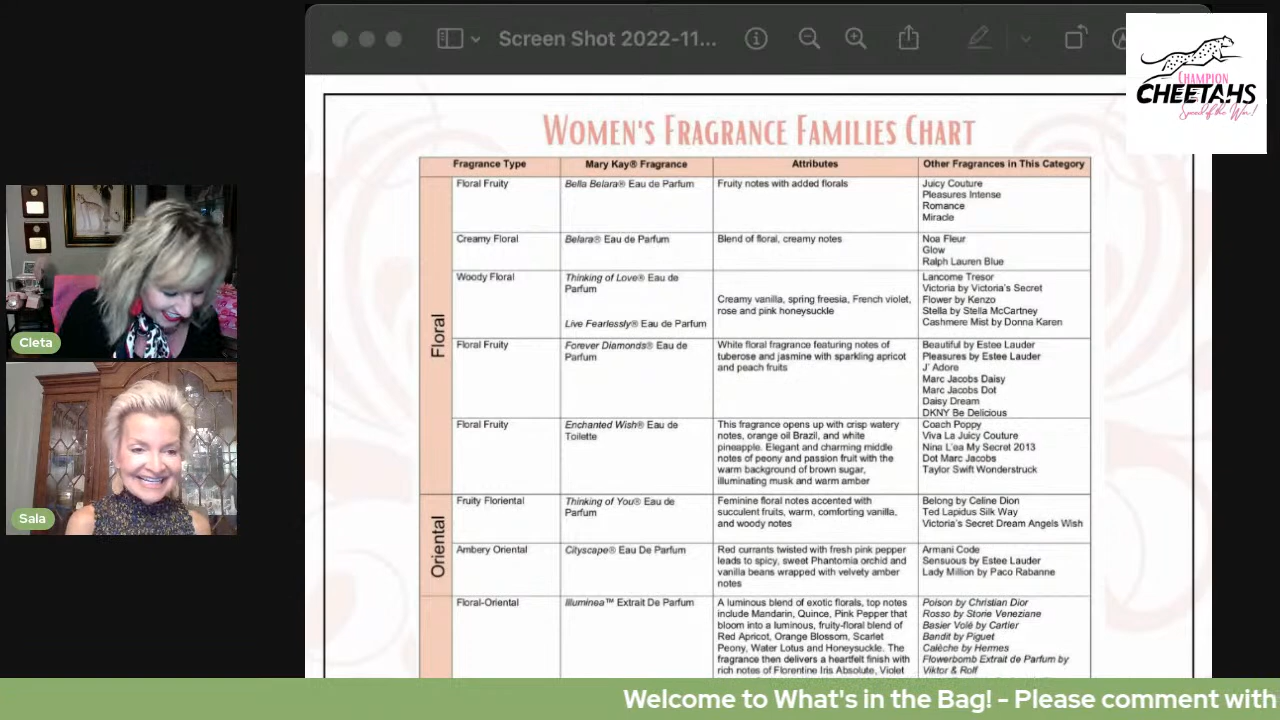 Screen Shot 2022-11...
CHAMPION
CHEETAHS
Speed of the Won!
WOMEN'S FRAGRANCE FAMILIES CHART
Fragrance Type Mary Kay® Fragrance Attributes Other Fragrances in This Category
Floral
Floral Fruity
Bella Belara® Eau de Parfum
Fruity notes with added florals
Juicy Couture
Pleasures Intense
Romance
Miracle
Creamy Floral
Belara® Eau de Parfum
Blend of floral, creamy notes
Noa Fleur
Glow
Ralph Lauren Blue
Woody Floral
Thinking of Love® Eau de
Parfum
Live Fearlessly® Eau de Parfum
Creamy vanilla, spring freesia, French violet,
rose and pink honeysuckle
Lancome Tresor
Victoria by Victoria's Secret
Flower by Kenzo
Stella by Stella McCartney
Cashmere Mist by Donna Karen
Floral Fruity
Forever Diamonds® Eau de
Parfum
White floral fragrance featuring notes of
tuberose and jasmine with sparkling apricot
and peach fruits
Beautiful by Estee Lauder
Pleasures by Estee Lauder
J' Adore
Marc Jacobs Daisy
Marc Jacobs Dot
Daisy Dream
DKNY Be Delicious
Floral Fruity
Enchanted Wish® Eau de
Toilette
This fragrance opens up with crisp watery
notes, orange oil Brazil, and white
pineapple. Elegant and charming middle
notes of peony and passion fruit with the
warm background of brown sugar,
illuminating musk and warm amber
Coach Poppy
Viva La Juicy Couture
Nina L'ea My Secret 2013
Dot Marc Jacobs
Taylor Swift Wonderstruck
Oriental
Fruity Floriental
Thinking of You® Eau de
Parfum
Feminine floral notes accented with
succulent fruits, warm, comforting vanilla,
and woody notes
Belong by Celine Dion
Ted Lapidus Silk Way
Victoria's Secret Dream Angels Wish
Ambery Oriental
Cityscape® Eau De Parfum
Red currants twisted with fresh pink pepper
leads to spicy, sweet Phantomia orchid and
vanilla beans wrapped with velvety amber
notes
Armani Code
Sensuous by Estee Lauder
Lady Million by Paco Rabanne
Floral-Oriental
Illuminea™ Extrait De Parfum
A luminous blend of exotic florals, top notes
include Mandarin, Quince, Pink Pepper that
bloom into a luminous, fruity-floral blend of
Red Apricot, Orange Blossom, Scarlet
Peony, Water Lotus and Honeysuckle. The
fragrance then delivers a heartfelt finish with
rich notes of Florentine Iris Absolute, Violet
Poison by Christian Dior
Rosso by Storie Veneziane
Basier Volé by Cartier
Bandit by Piguet
Calèche by Hermes
Flowerbomb Extrait de Parfum by
Viktor & Rolf
Cleta
Sala
Welcome to What's in the Bag! - Please comment with